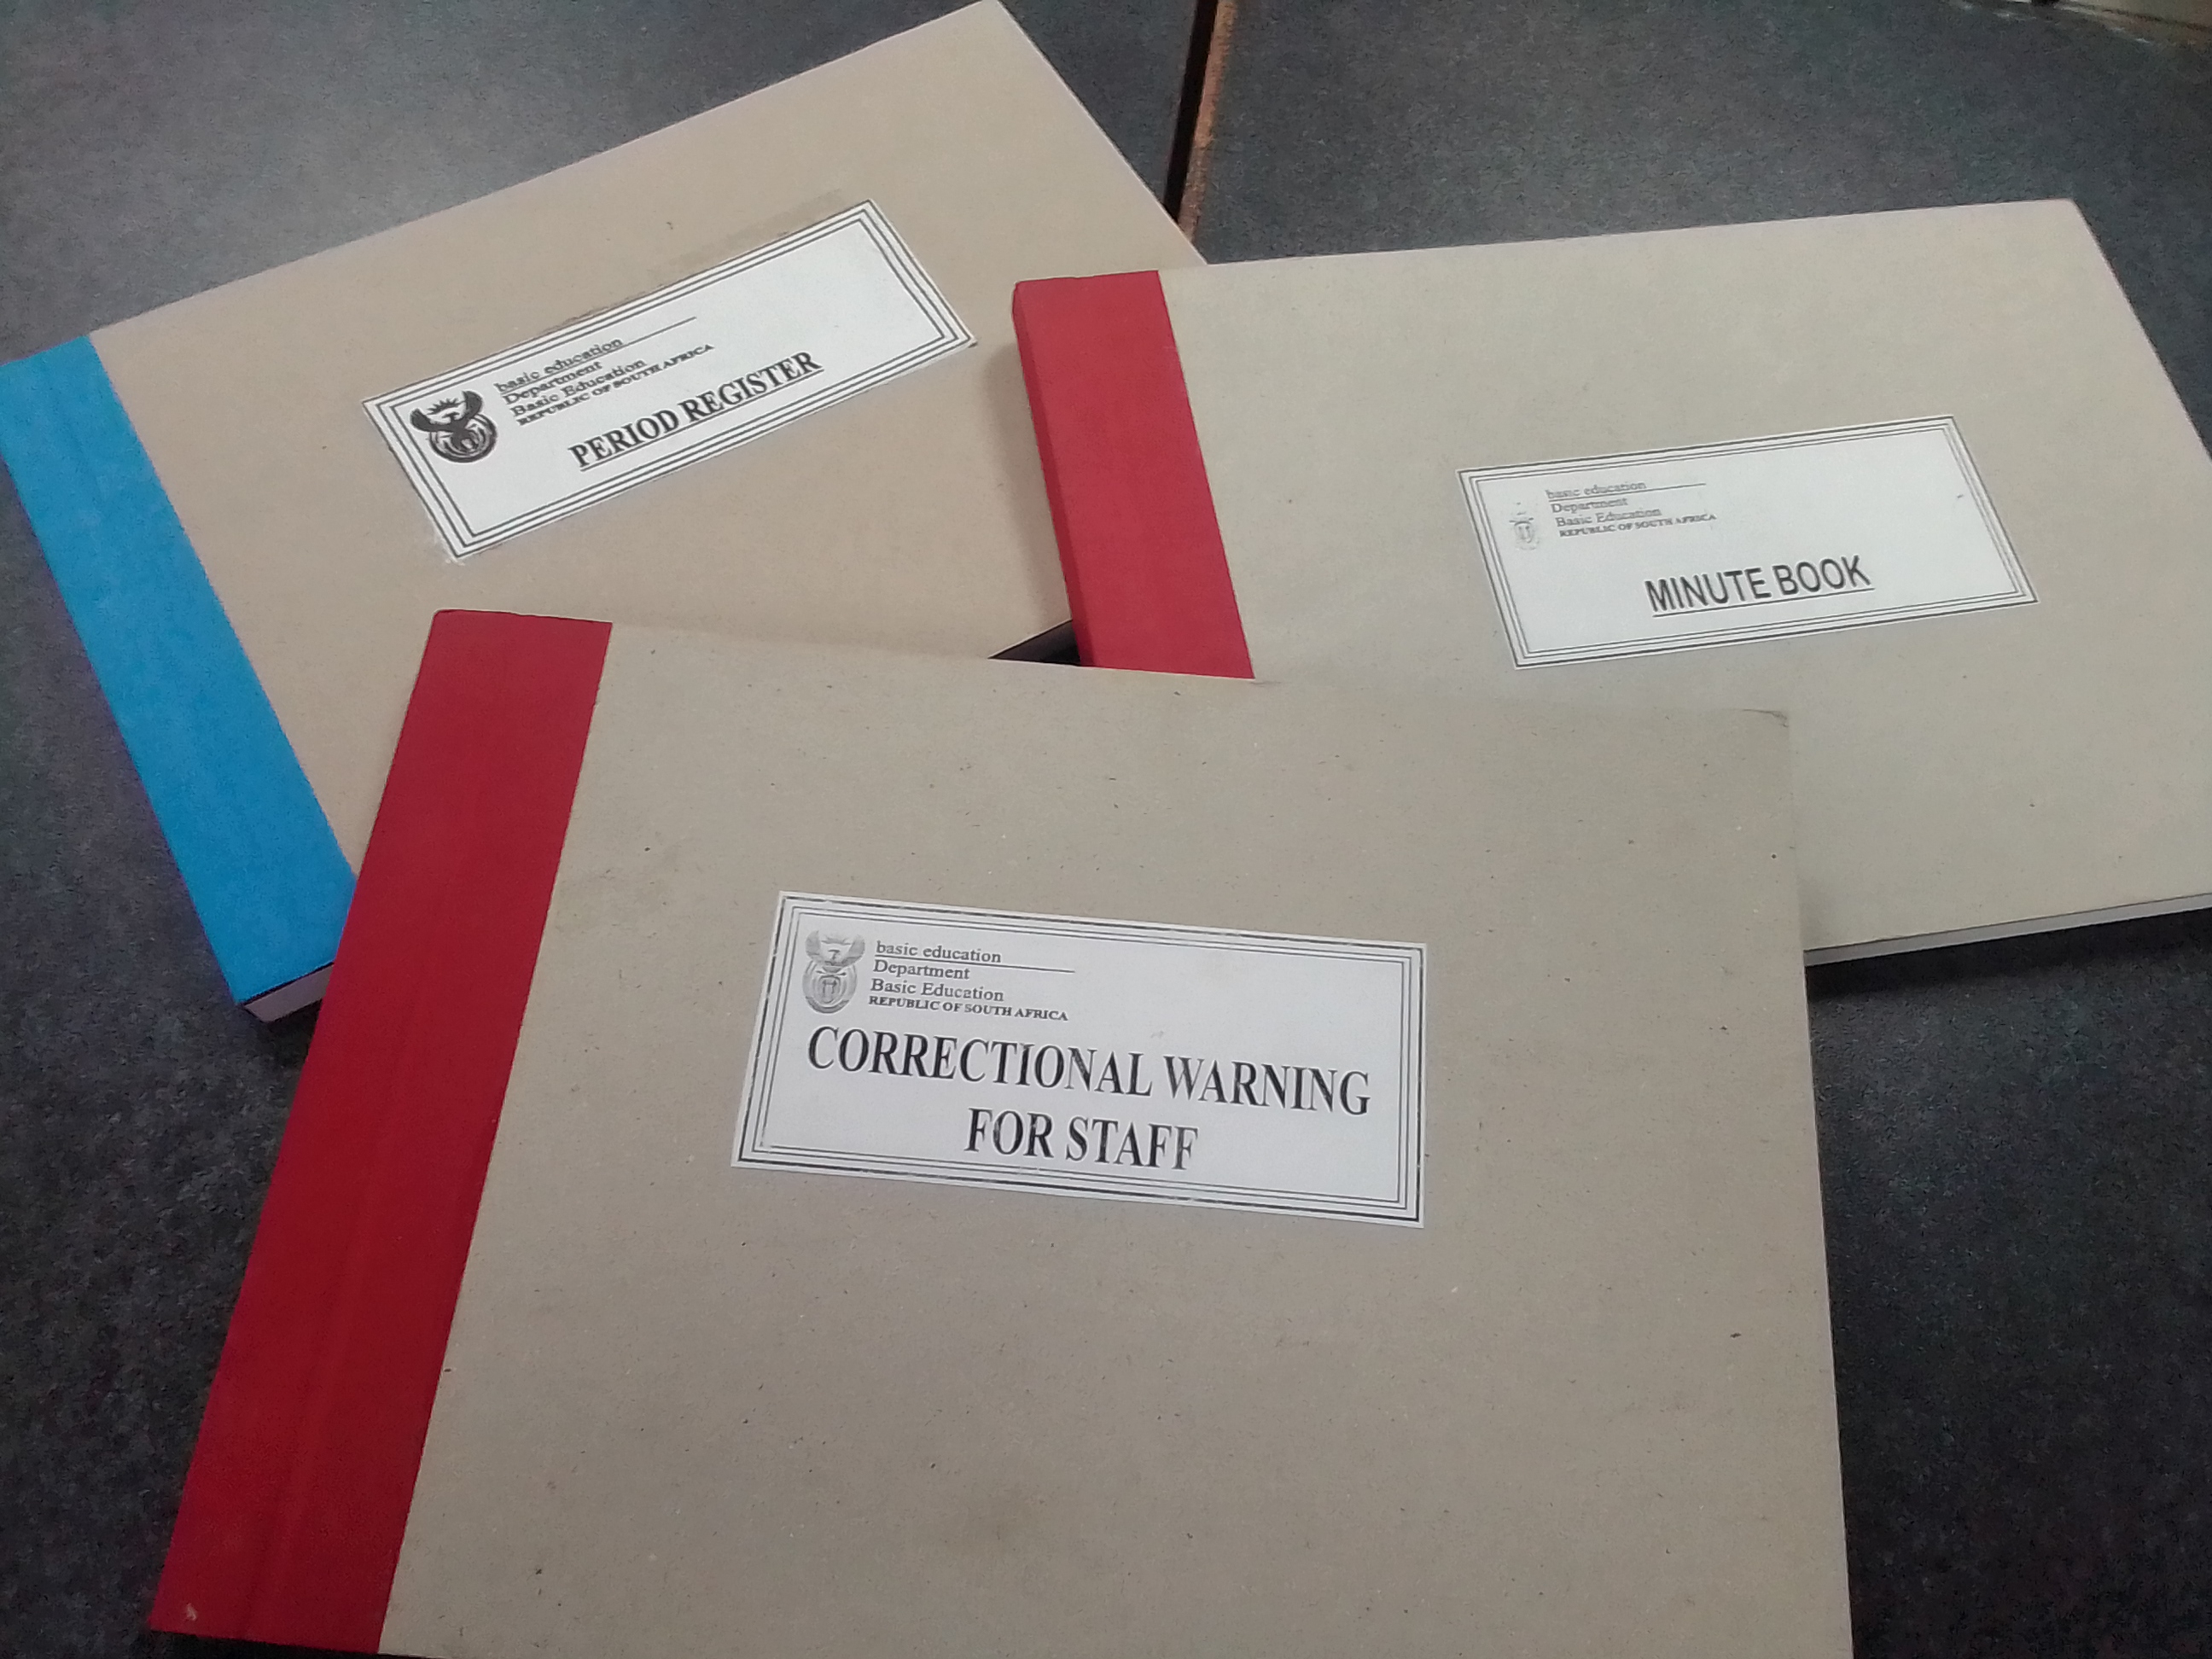 basic education
Department
Basic Education
REPUBLIC OF SOUTH AFRICA
PERIOD REGISTER
basic education
Department
Basic Education
REPUBLIC OF SOUTH AFRICA
MINUTE BOOK
basic education
Department
Basic Education
REPUBLIC OF SOUTH AFRICA
CORRECTIONAL WARNING
FOR STAFF